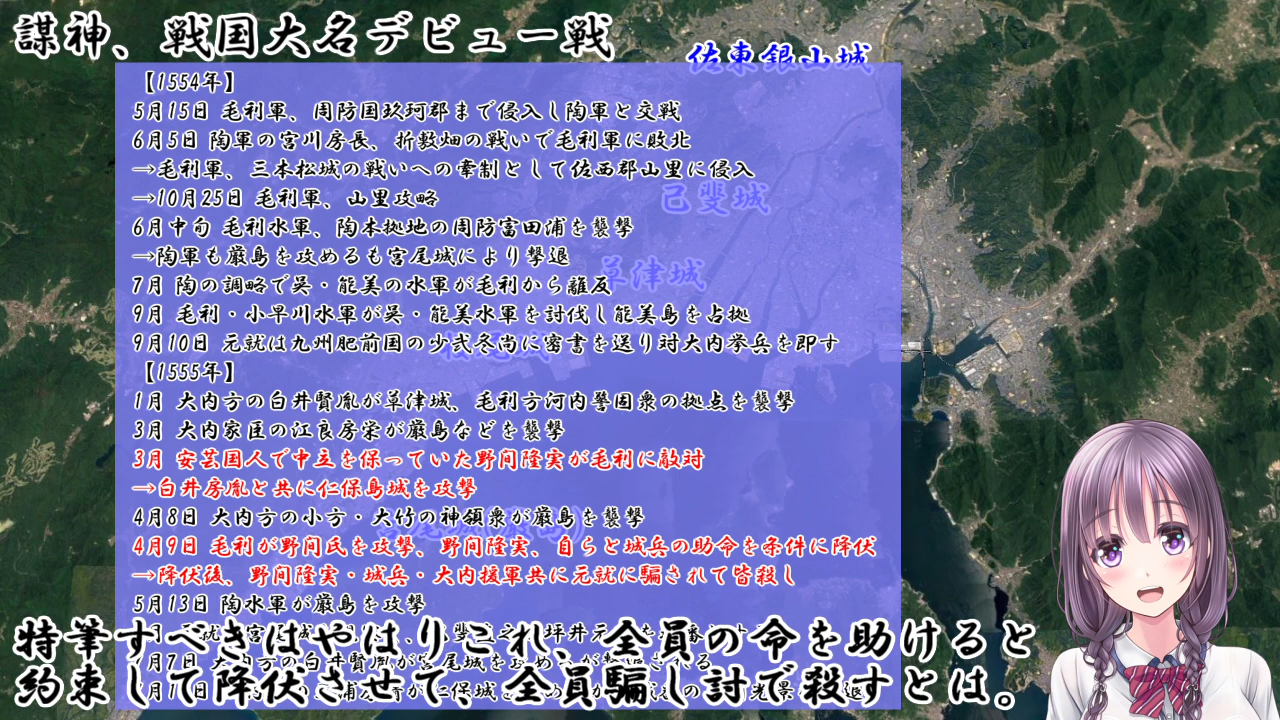 謀神、戦国大名デビュー戦
佐東銀山城
【1554年】
5月15日 毛利軍、周防国玖珂郡まで侵入し陶軍と交戦
6月5日 陶軍の宮川房長、折敷畑の戦いで毛利軍に敗北
→毛利軍、三本松城の戦いへの牽制として佐西郡山里に侵入
→10月25日 毛利軍、山里攻略
己斐城
6月中旬 毛利水軍、陶本拠地の周防富田浦を襲撃
→陶軍も厳島を攻めるも宮尾城により撃退
草津城
7月 陶の調略で呉・能美の水軍が毛利から離反
9月 毛利・小早川水軍が呉・能美水軍を討伐し能美島を占拠
9月10日 元就は九州肥前国の少弐冬尚に密書を送り対大内挙兵を即す
【1555年】
1月 大内方の白井賢胤が草津城、毛利方河内警固衆の拠点を襲撃
3月 大内家臣の江良房栄が厳島などを襲撃
3月 安芸国人で中立を保っていた野間隆実が毛利に敵対
→白井房胤と共に仁保島城を攻撃
4月8日 大内方の小方・大竹の神領衆が厳島を襲撃
4月9日 毛利が野間氏を攻撃、野間隆実、自らと城兵の助命を条件に降伏
→降伏後、野間隆実・城兵・大内援軍共に元就に騙されて皆殺し
5月13日 陶水軍が厳島を攻撃
特筆すべきはやはりこれ、全員の命を助けると
月7日 大内方の白井賢胤が宮尾城を
約束して降伏させて、全員騙し討で殺すとは。